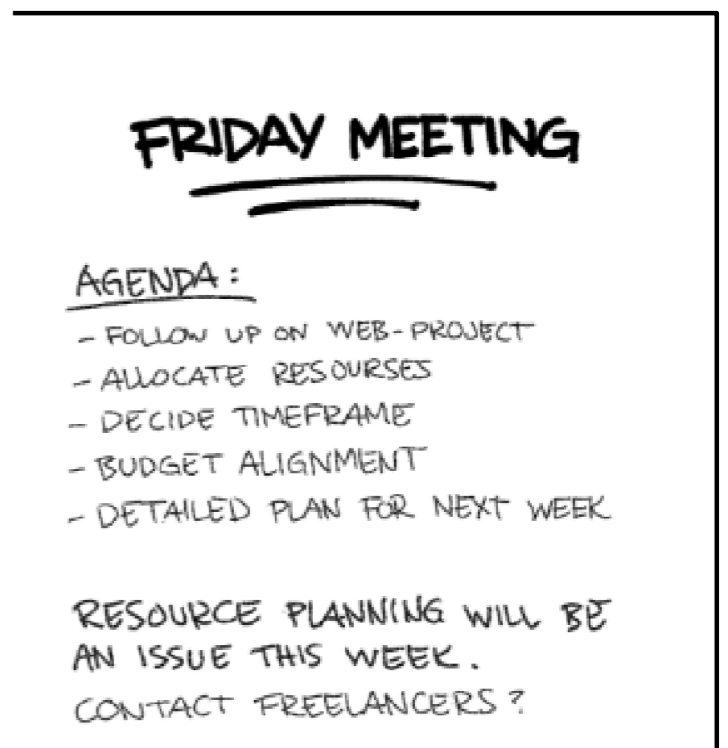 FRIDAY MEETING
AGENDA:
- FOLLOW UP ON WEB-PROJECT
- ALLOCATE RESOURSES
- DECIDE TIMEFRAME
- BUDGET ALIGNMENT
- DETAILED PLAN FOR NEXT WEEK
RESOURCE PLANNING WILL BE
AN ISSUE THIS WEEK.
CONTACT FREELANCERS?